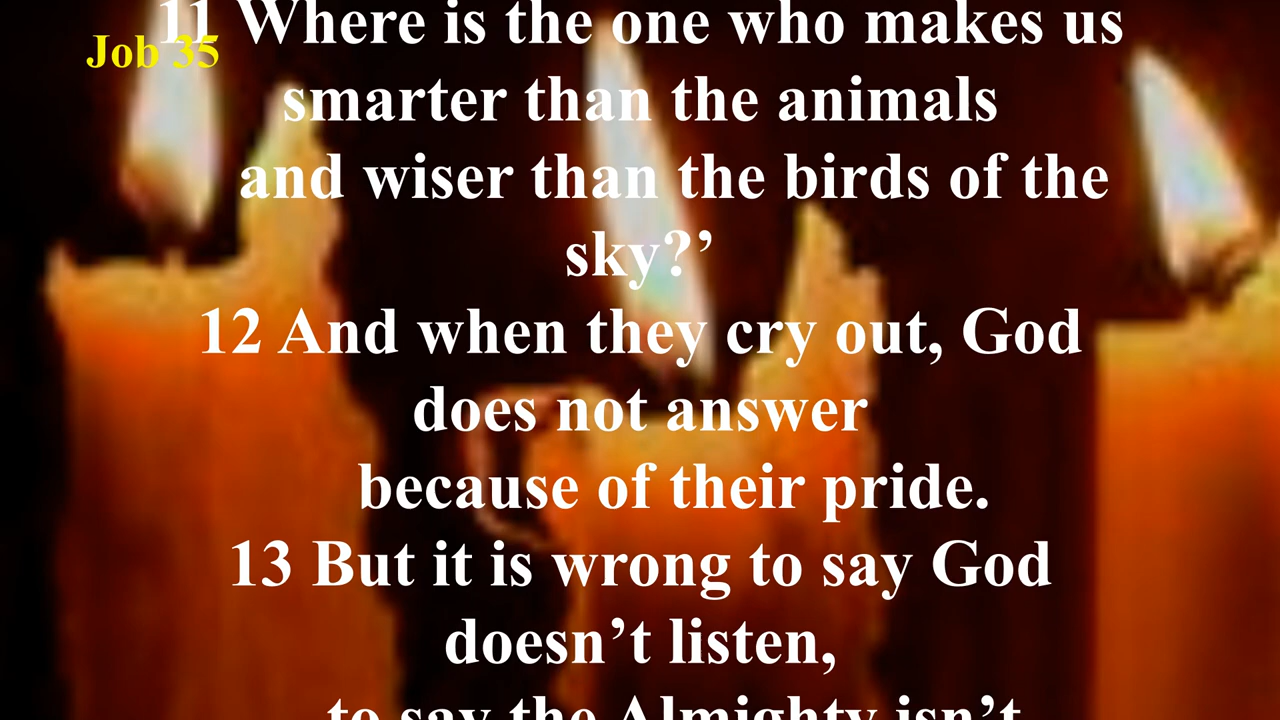 Job 35
11 Where is the one who makes us
smarter than the animals
and wiser than the birds of the
sky?’
12 And when they cry out, God
does not answer
because of their pride.
13 But it is wrong to say God
doesn’t listen,
to say the Almighty isn’t